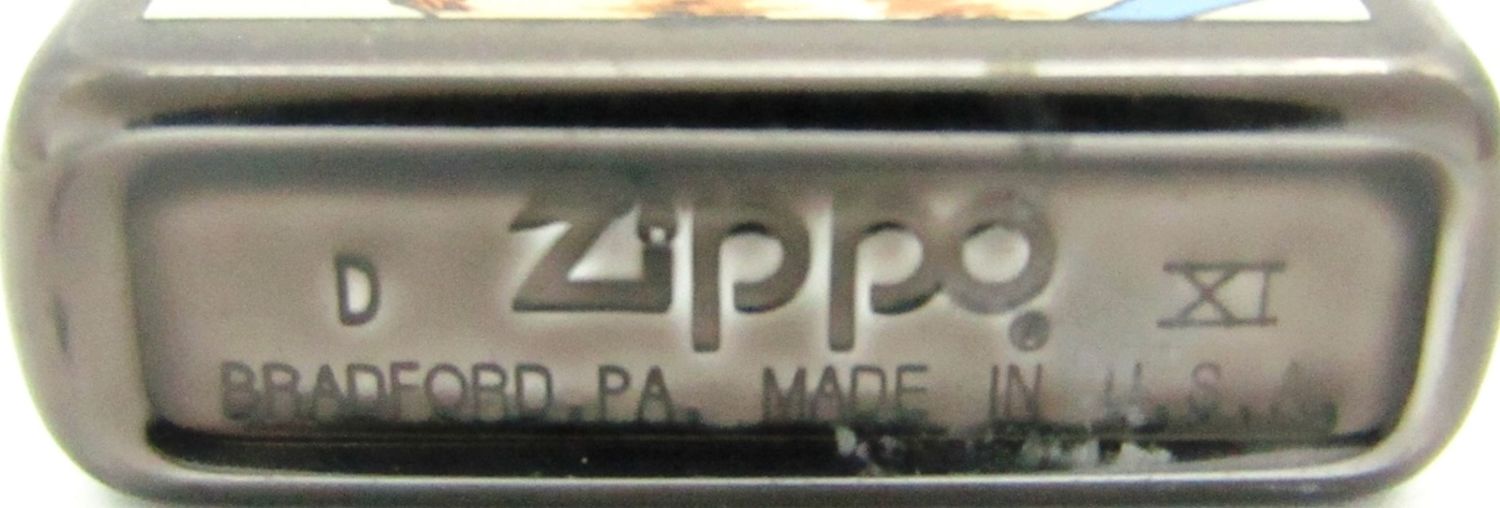 D Zippo® XI
BRADFORD,PA. MADE IN U.S.A.